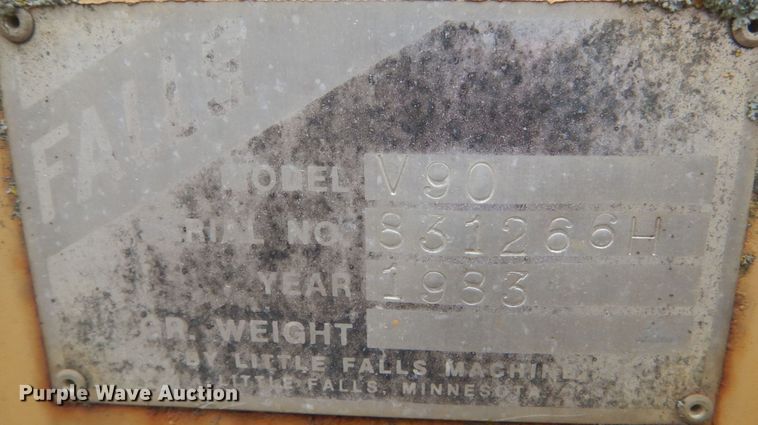 FALLS
MODEL V90
SERIAL NO. 831266H
YEAR 1983
GR. WEIGHT
BY LITTLE FALLS MACHINE
LITTLE FALLS, MINNESOTA
Purple Wave Auction